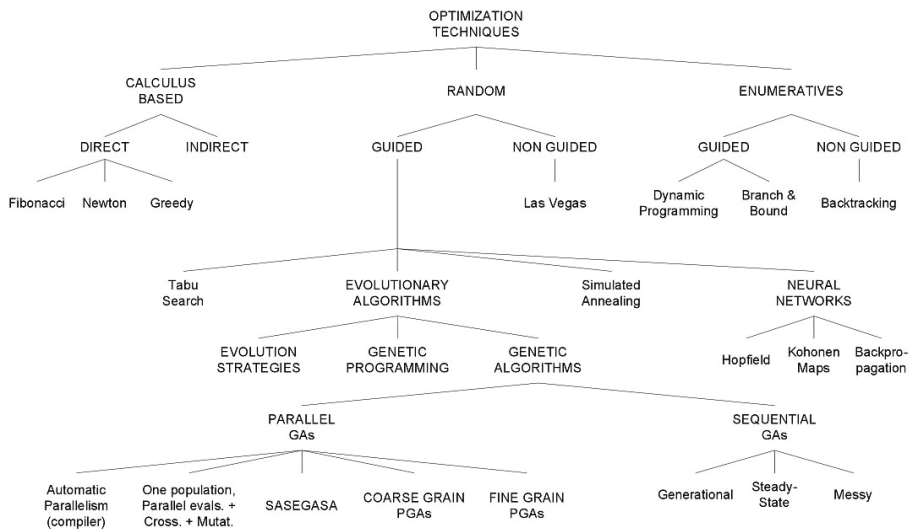 OPTIMIZATION
TECHNIQUES
CALCULUS
BASED
RANDOM
ENUMERATIVES
DIRECT
INDIRECT
GUIDED
NON GUIDED
GUIDED
NON GUIDED
Fibonacci
Newton
Greedy
Las Vegas
Dynamic
Programming
Branch &
Bound
Backtracking
Tabu
Search
EVOLUTIONARY
ALGORITHMS
Simulated
Annealing
NEURAL
NETWORKS
EVOLUTION
STRATEGIES
GENETIC
PROGRAMMING
GENETIC
ALGORITHMS
Hopfield
Kohonen
Maps
Backpro-
pagation
PARALLEL
GAs
SEQUENTIAL
GAs
Automatic
Parallelism
(compiler)
One population,
Parallel evals. +
Cross. + Mutat.
SASEGASA
COARSE GRAIN
PGAs
FINE GRAIN
PGAs
Generational
Steady-
State
Messy